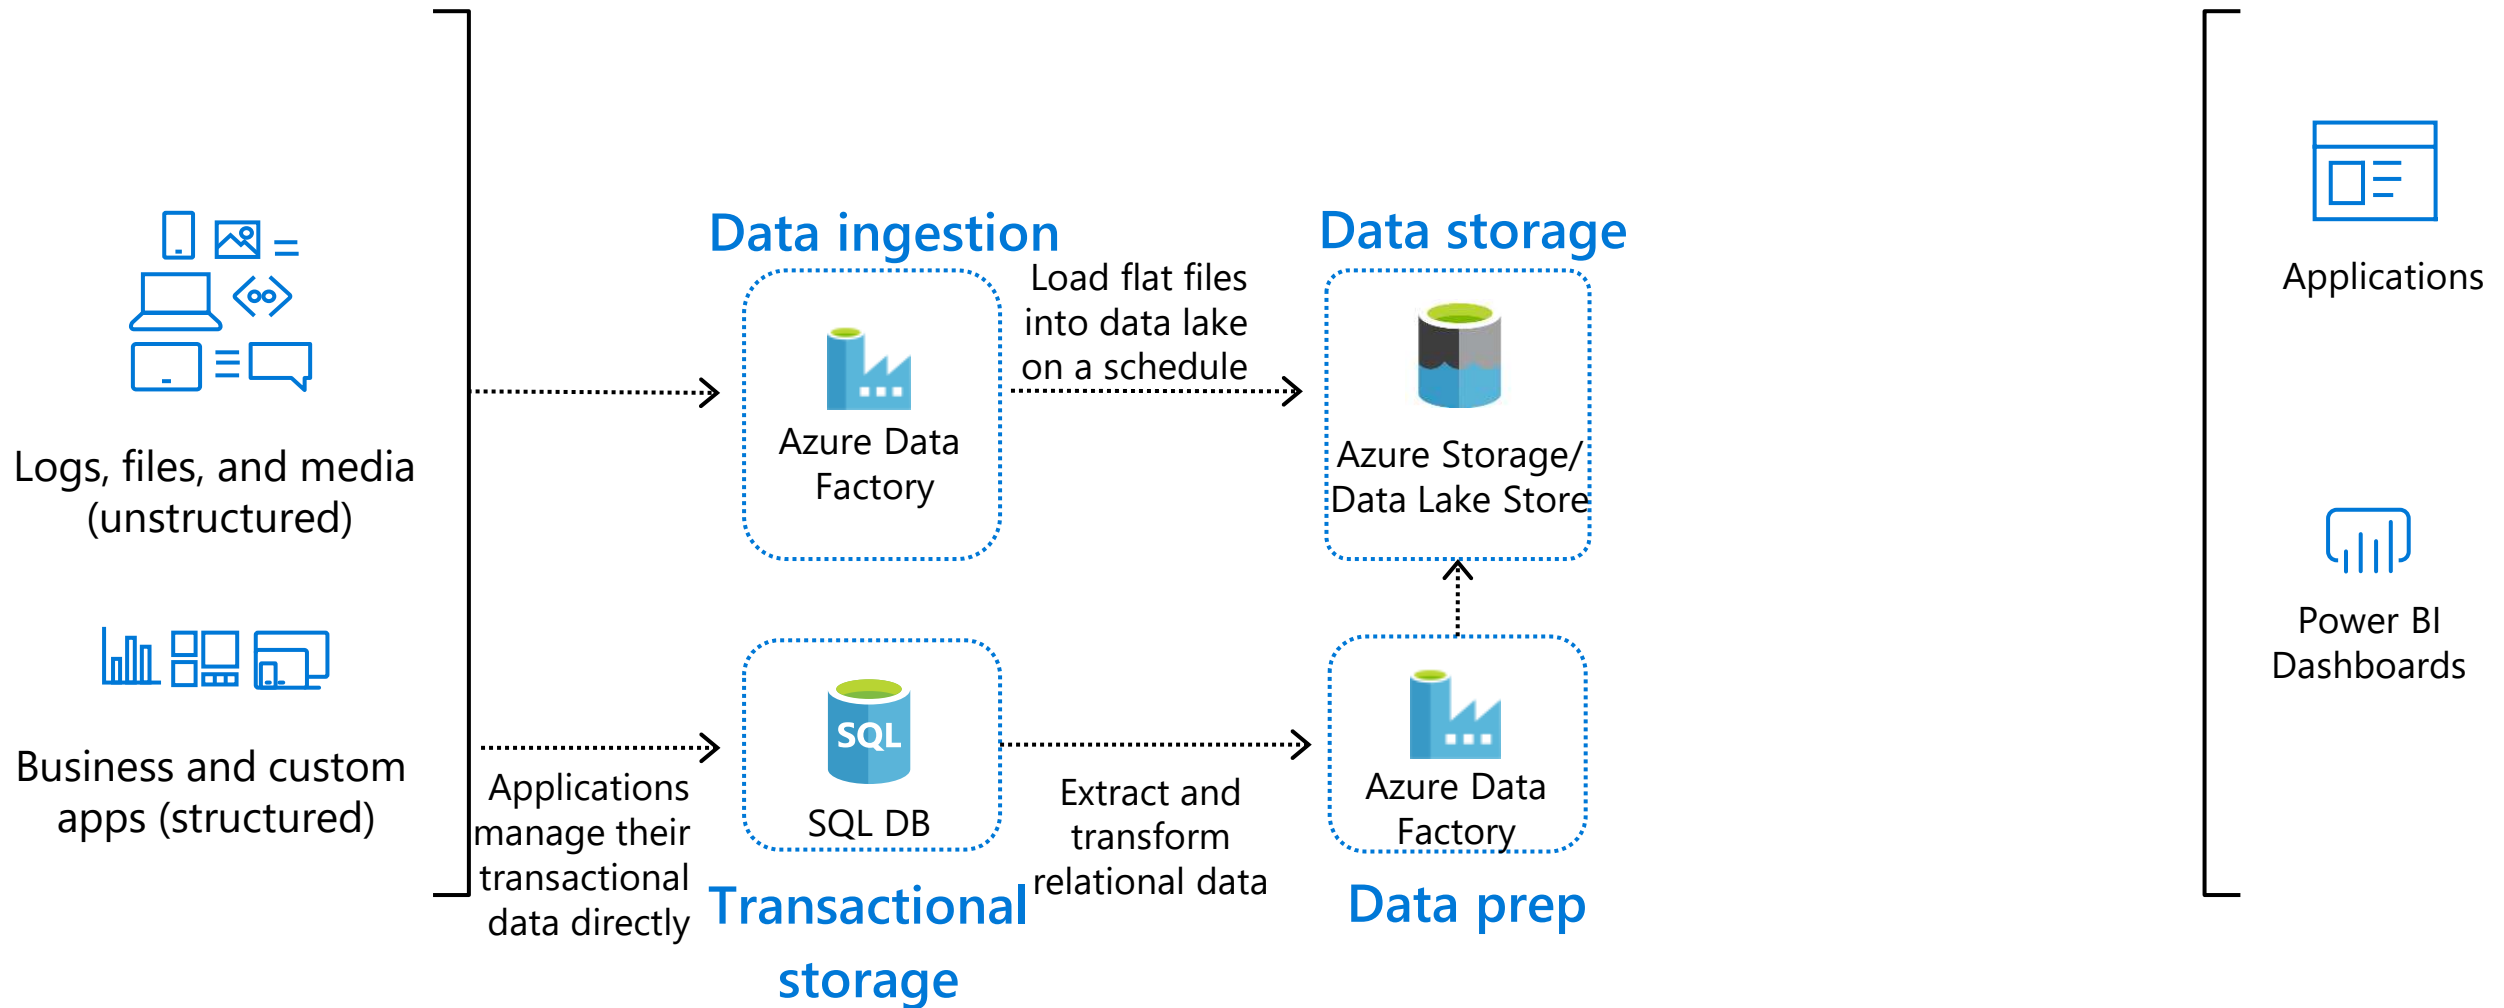 Logs, files, and media
(unstructured)
Business and custom
apps (structured)
Applications
manage their
transactional
data directly
Data ingestion
Azure Data
Factory
Load flat files
into data lake
on a schedule
SQL
SQL DB
Transactional
storage
Extract and
transform
relational data
Data storage
Azure Storage/
Data Lake Store
Azure Data
Factory
Data prep
Applications
Power BI
Dashboards